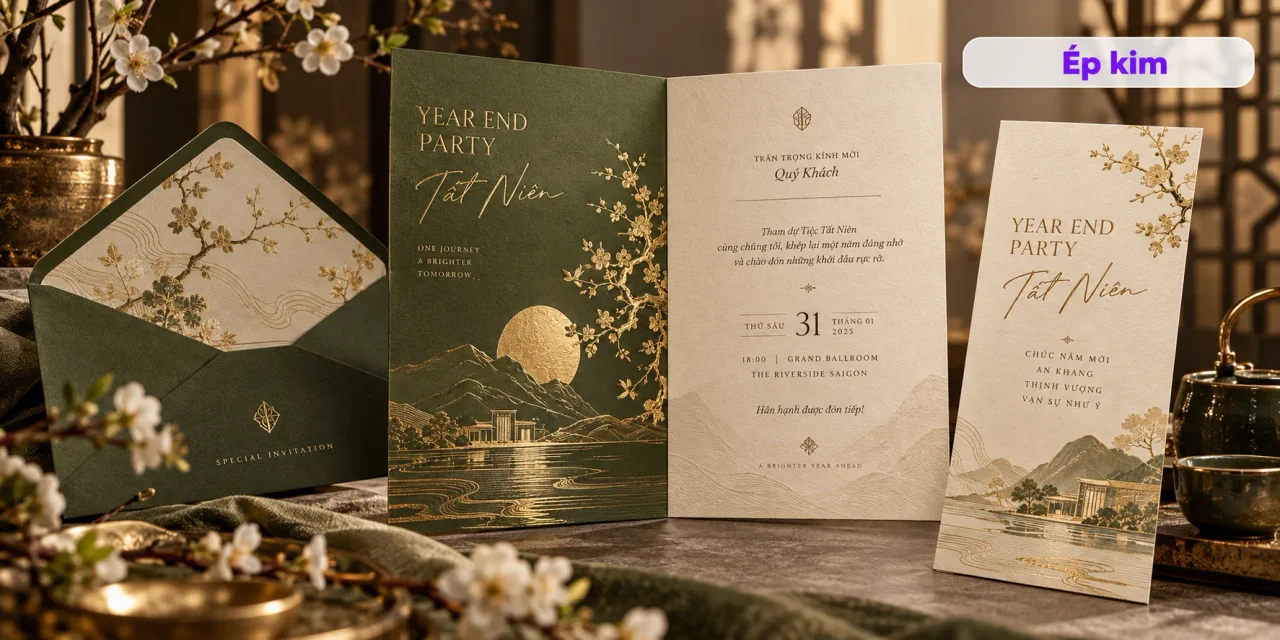 Ép kim
YEAR END
PARTY
Tất Niên
ONE JOURNEY
A BRIGHTER
TOMORROW..
SPECIAL INVITATION
TRÂN TRỌNG KÍNH MỜI
Quý Khách
Tham dự Tiệc Tất Niên
cùng chúng tôi, khép lại một năm đáng nhớ
và chào đón những khởi đầu rực rỡ.
THỨ SÁU
31
THÁNG 01
2025
18:00 | GRAND BALLROOM
THE RIVERSIDE SAIGON
Hân hạnh được đón tiếp!
A BRIGHTER YEAR AHEAD
YEAR END
PARTY
Tất Niên
CHÚC NĂM MỚI
AN KHANG
THỊNH VƯỢNG
VẠN SỰ NHƯ Ý